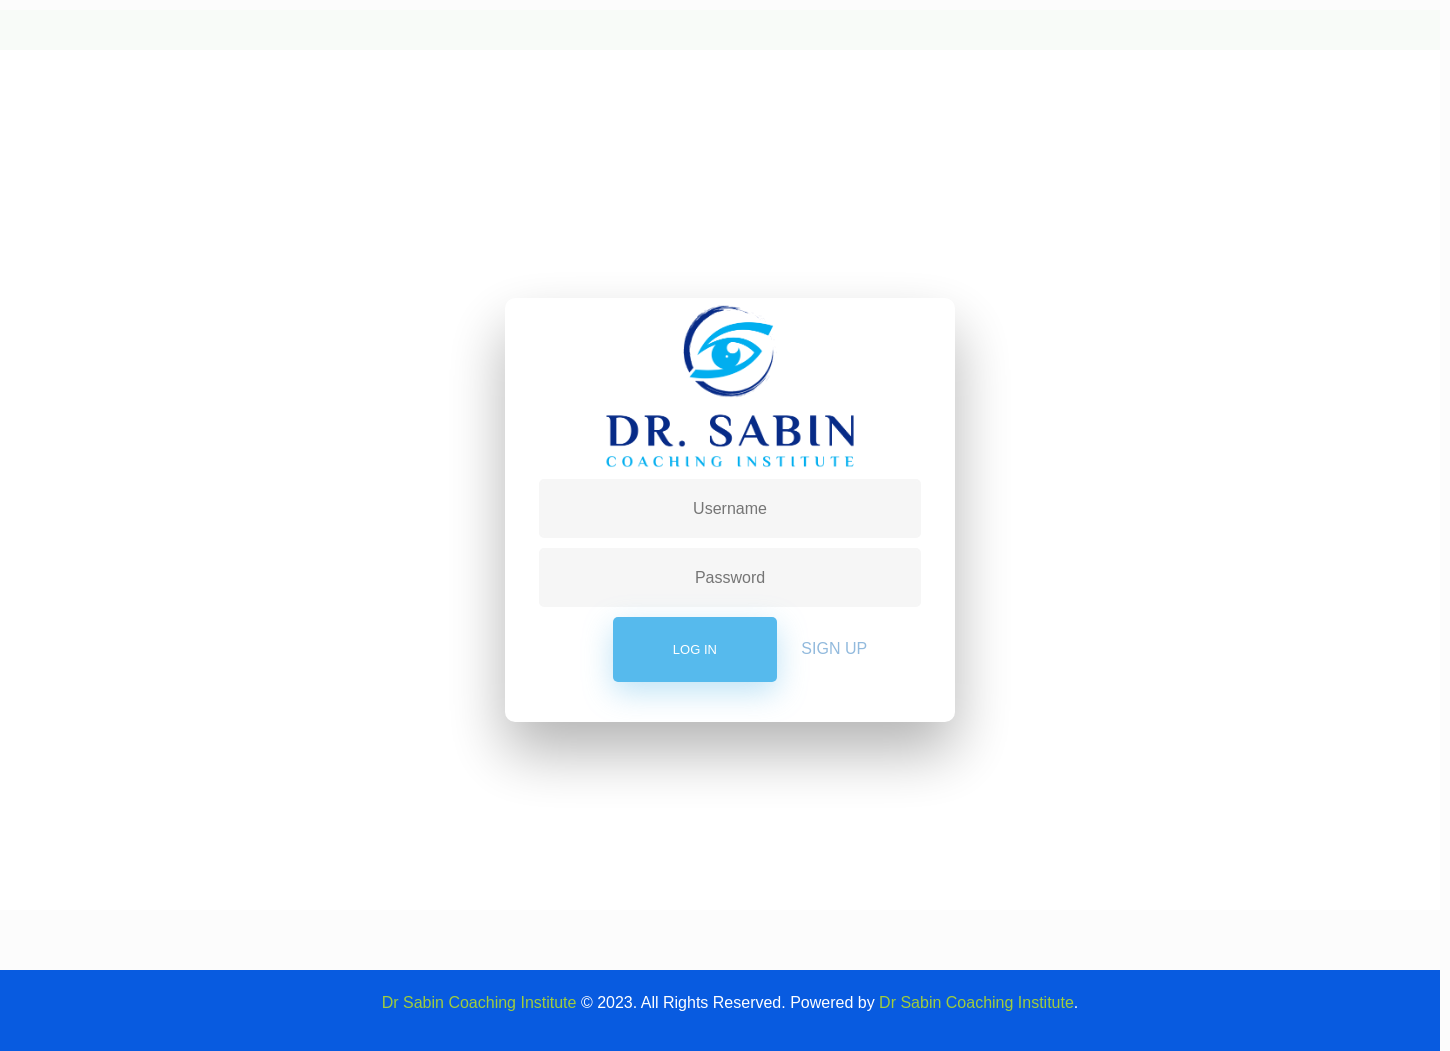 DR. SABIN
COACHING INSTITUTE
Username
Password
LOG IN
SIGN UP
Dr Sabin Coaching Institute © 2023. All Rights Reserved. Powered by Dr Sabin Coaching Institute.